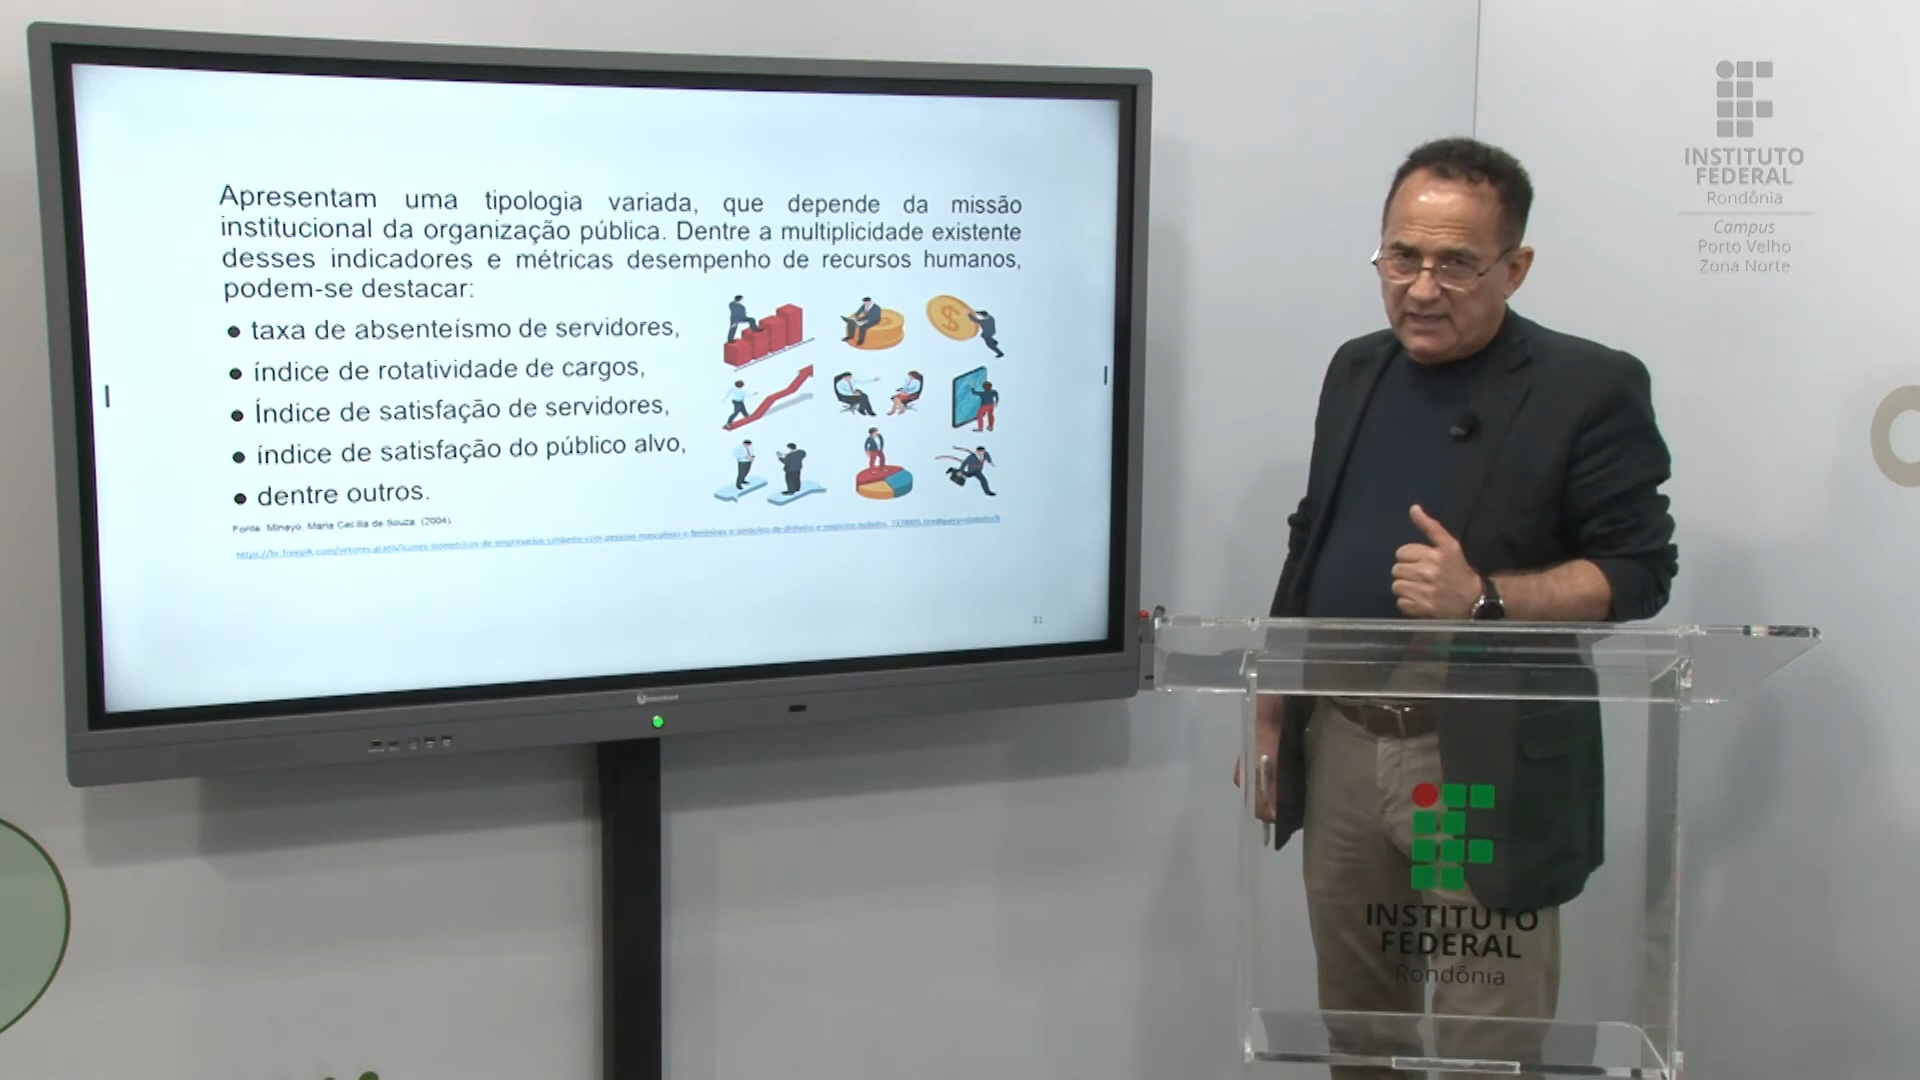 Apresentam uma tipologia variada, que depende da missão
institucional da organização pública. Dentre a multiplicidade existente
desses indicadores e métricas desempenho de recursos humanos,
podem-se destacar:
● taxa de absenteísmo de servidores,
● índice de rotatividade de cargos,
● Índice de satisfação de servidores,
● índice de satisfação do público alvo,
● dentre outros.
Fonte: Minayo, Maria Cecília de Souza. (2004).
31
INSTITUTO
FEDERAL
Rondônia
Campus
Porto Velho
Zona Norte
INSTITUTO
FEDERAL
Rondônia